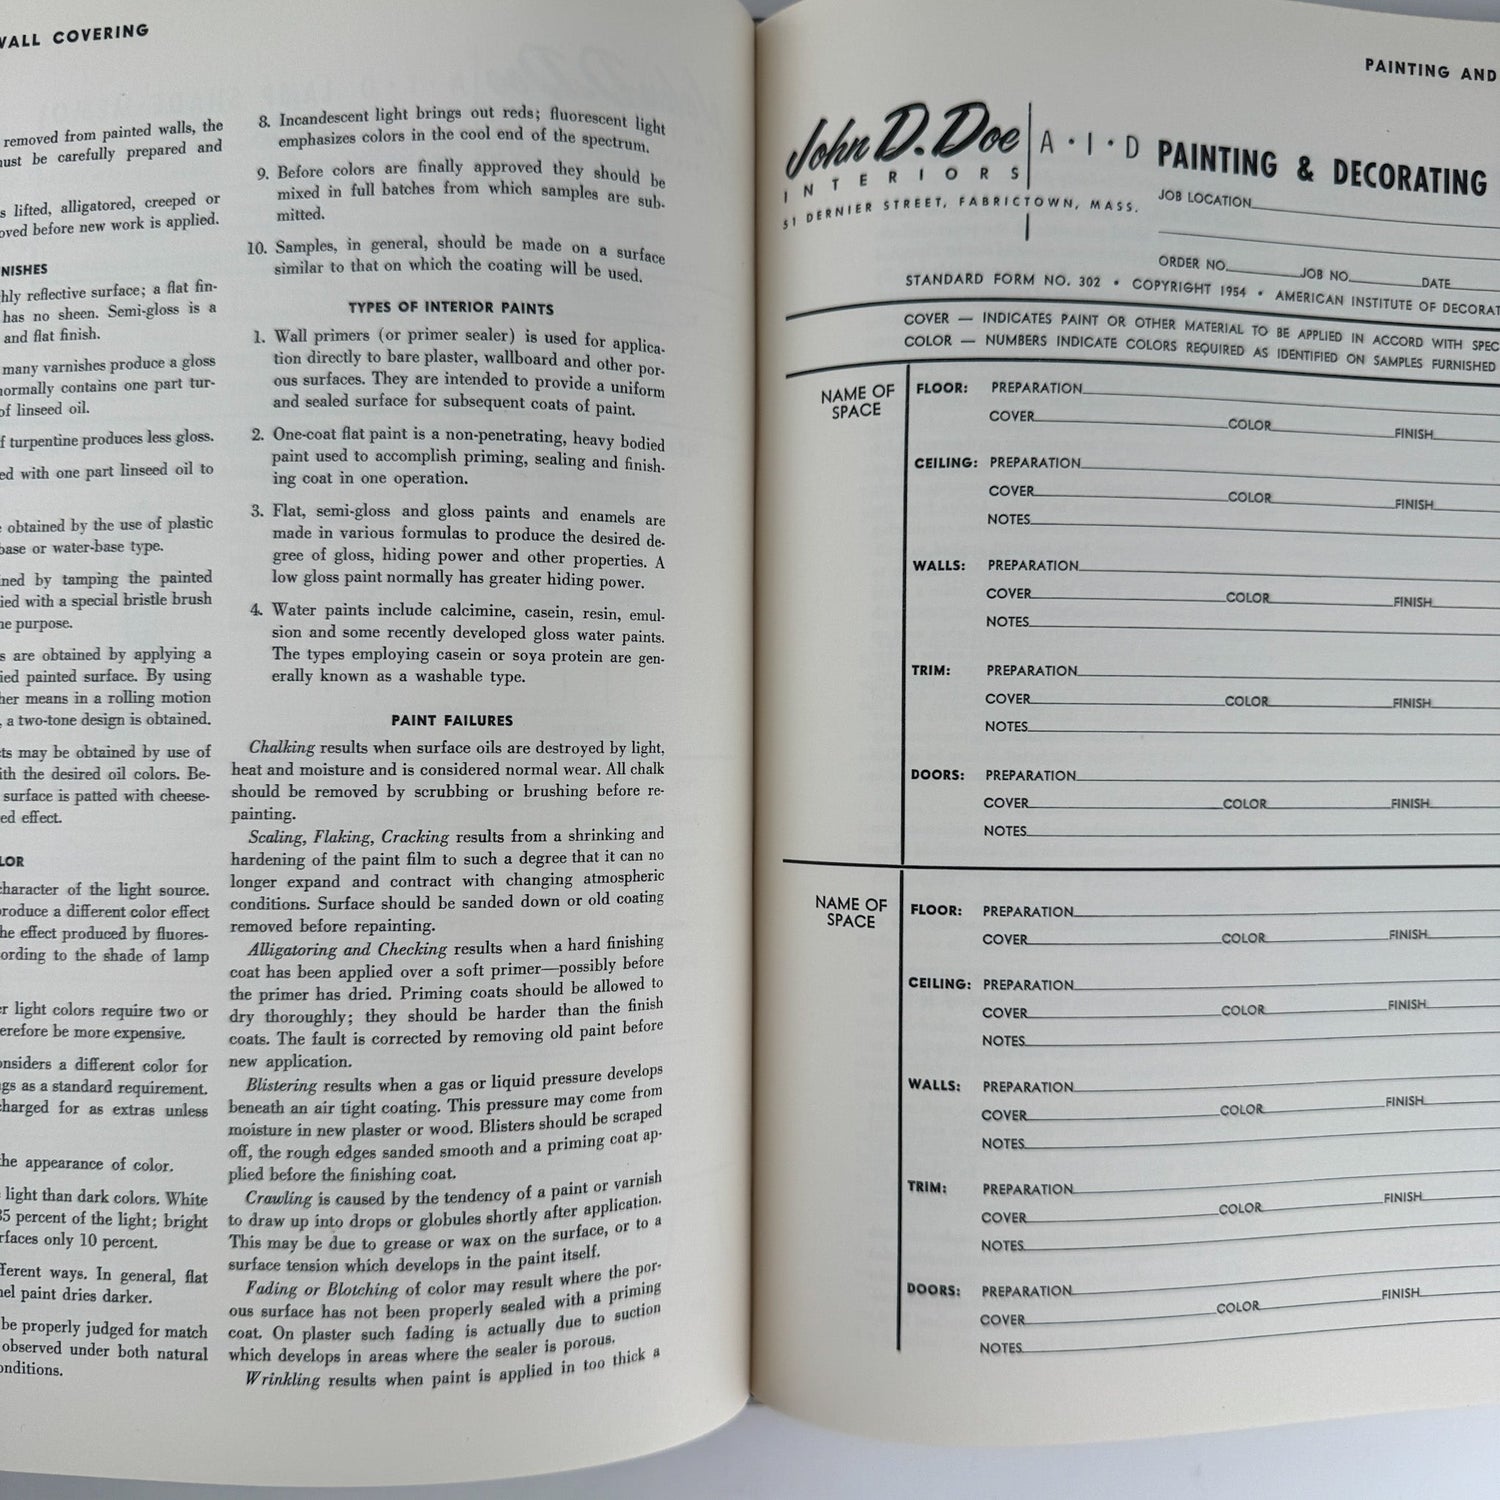 WALL COVERING
removed from painted walls, the
must be carefully prepared and
lifted, alligatored, creeped or
before new work is applied.
reflective surface; a flat fin-
has no sheen. Semi-gloss is a
and flat finish.
many varnishes produce a gloss
normally contains one part tur-
of linseed oil.
turpentine produces less gloss.
with one part linseed oil to
obtained by the use of plastic
base or water-base type.
by tamping the painted
with a special bristle brush
purpose.
are obtained by applying a
painted surface. By using
means in a rolling motion
, a two-tone design is obtained.
may be obtained by use of
with the desired oil colors. Be-
surface is patted with cheese-
effect.
character of the light source.
produce a different color effect
the effect produced by fluores-
according to the shade of lamp
light colors require two or
therefore be more expensive.
considers a different color for
as a standard requirement.
charged for as extras unless
the appearance of color.
light than dark colors. White
percent of the light; bright
surfaces only 10 percent.
different ways. In general, flat
paint dries darker.
be properly judged for match
observed under both natural
conditions.
8. Incandescent light brings out reds; fluorescent light
emphasizes colors in the cool end of the spectrum.
9. Before colors are finally approved they should be
mixed in full batches from which samples are sub-
mitted.
10. Samples, in general, should be made on a surface
similar to that on which the coating will be used.
TYPES OF INTERIOR PAINTS
1. Wall primers (or primer sealer) is used for applica-
tion directly to bare plaster, wallboard and other por-
ous surfaces. They are intended to provide a uniform
and sealed surface for subsequent coats of paint.
2. One-coat flat paint is a non-penetrating, heavy bodied
paint used to accomplish priming, sealing and finish-
ing coat in one operation.
3. Flat, semi-gloss and gloss paints and enamels are
made in various formulas to produce the desired de-
gree of gloss, hiding power and other properties. A
low gloss paint normally has greater hiding power.
4. Water paints include calcimine, casein, resin, emul-
sion and some recently developed gloss water paints.
The types employing casein or soya protein are gen-
erally known as a washable type.
PAINT FAILURES
Chalking results when surface oils are destroyed by light,
heat and moisture and is considered normal wear. All chalk
should be removed by scrubbing or brushing before re-
painting.
Scaling, Flaking, Cracking results from a shrinking and
hardening of the paint film to such a degree that it can no
longer expand and contract with changing atmospheric
conditions. Surface should be sanded down or old coating
removed before repainting.
Alligatoring and Checking results when a hard finishing
coat has been applied over a soft primer—possibly before
the primer has dried. Priming coats should be allowed to
dry thoroughly; they should be harder than the finish
coats. The fault is corrected by removing old paint before
new application.
Blistering results when a gas or liquid pressure develops
beneath an air tight coating. This pressure may come from
moisture in new plaster or wood. Blisters should be scraped
off, the rough edges sanded smooth and a priming coat ap-
plied before the finishing coat.
Crawling is caused by the tendency of a paint or varnish
to draw up into drops or globules shortly after application.
This may be due to grease or wax on the surface, or to a
surface tension which develops in the paint itself.
Fading or Blotching of color may result where the por-
ous surface has not been properly sealed with a priming
coat. On plaster such fading is actually due to suction
which develops in areas where the sealer is porous.
Wrinkling results when paint is applied in too thick a
PAINTING AND
John D. Doe A·I·D
INTERIORS
51 DERNIER STREET, FABRICTOWN, MASS.
PAINTING & DECORATING
JOB LOCATION
ORDER NO. JOB NO. DATE
STANDARD FORM NO. 302 • COPYRIGHT 1954 • AMERICAN INSTITUTE OF DECORAT
COVER — INDICATES PAINT OR OTHER MATERIAL TO BE APPLIED IN ACCORD WITH SPEC
COLOR — NUMBERS INDICATE COLORS REQUIRED AS IDENTIFIED ON SAMPLES FURNISHED
NAME OF
SPACE
FLOOR: PREPARATION
COVER COLOR FINISH
CEILING: PREPARATION
COVER COLOR FINISH
NOTES
WALLS: PREPARATION
COVER COLOR FINISH
NOTES
TRIM: PREPARATION
COVER COLOR FINISH
NOTES
DOORS: PREPARATION
COVER COLOR FINISH
NOTES
NAME OF
SPACE
FLOOR: PREPARATION
COVER COLOR FINISH
CEILING: PREPARATION
COVER COLOR FINISH
NOTES
WALLS: PREPARATION
COVER COLOR FINISH
NOTES
TRIM: PREPARATION
COVER COLOR FINISH
NOTES
DOORS: PREPARATION
COVER COLOR FINISH
NOTES